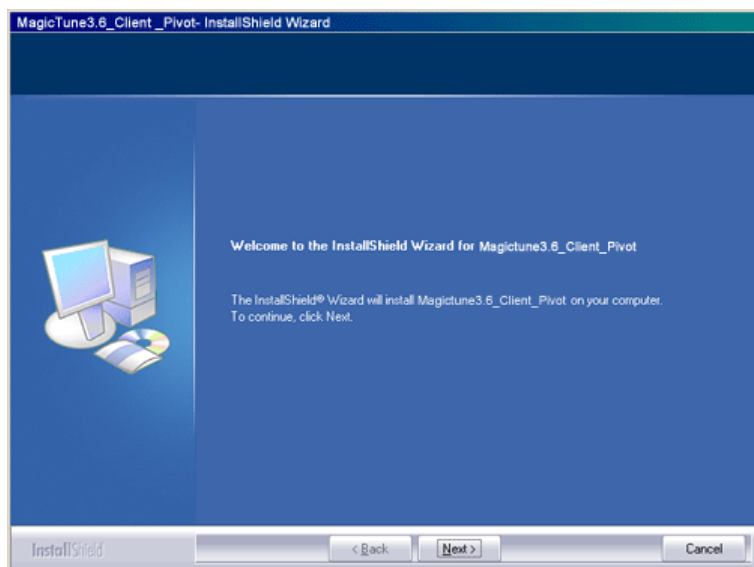 MagicTune3.6_Client _Pivot- InstallShield Wizard
Welcome to the InstallShield Wizard for Magictune3.6_Client_Pivot
The InstallShield® Wizard will install Magictune3.6_Client_Pivot on your computer.
To continue, click Next.
InstallShield
< Back
Next >
Cancel